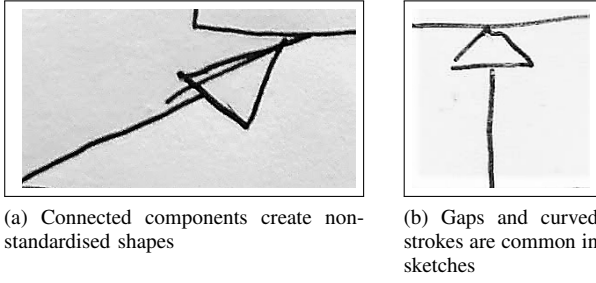 (a) Connected components create non-
standardised shapes
(b) Gaps and curved
strokes are common in
sketches